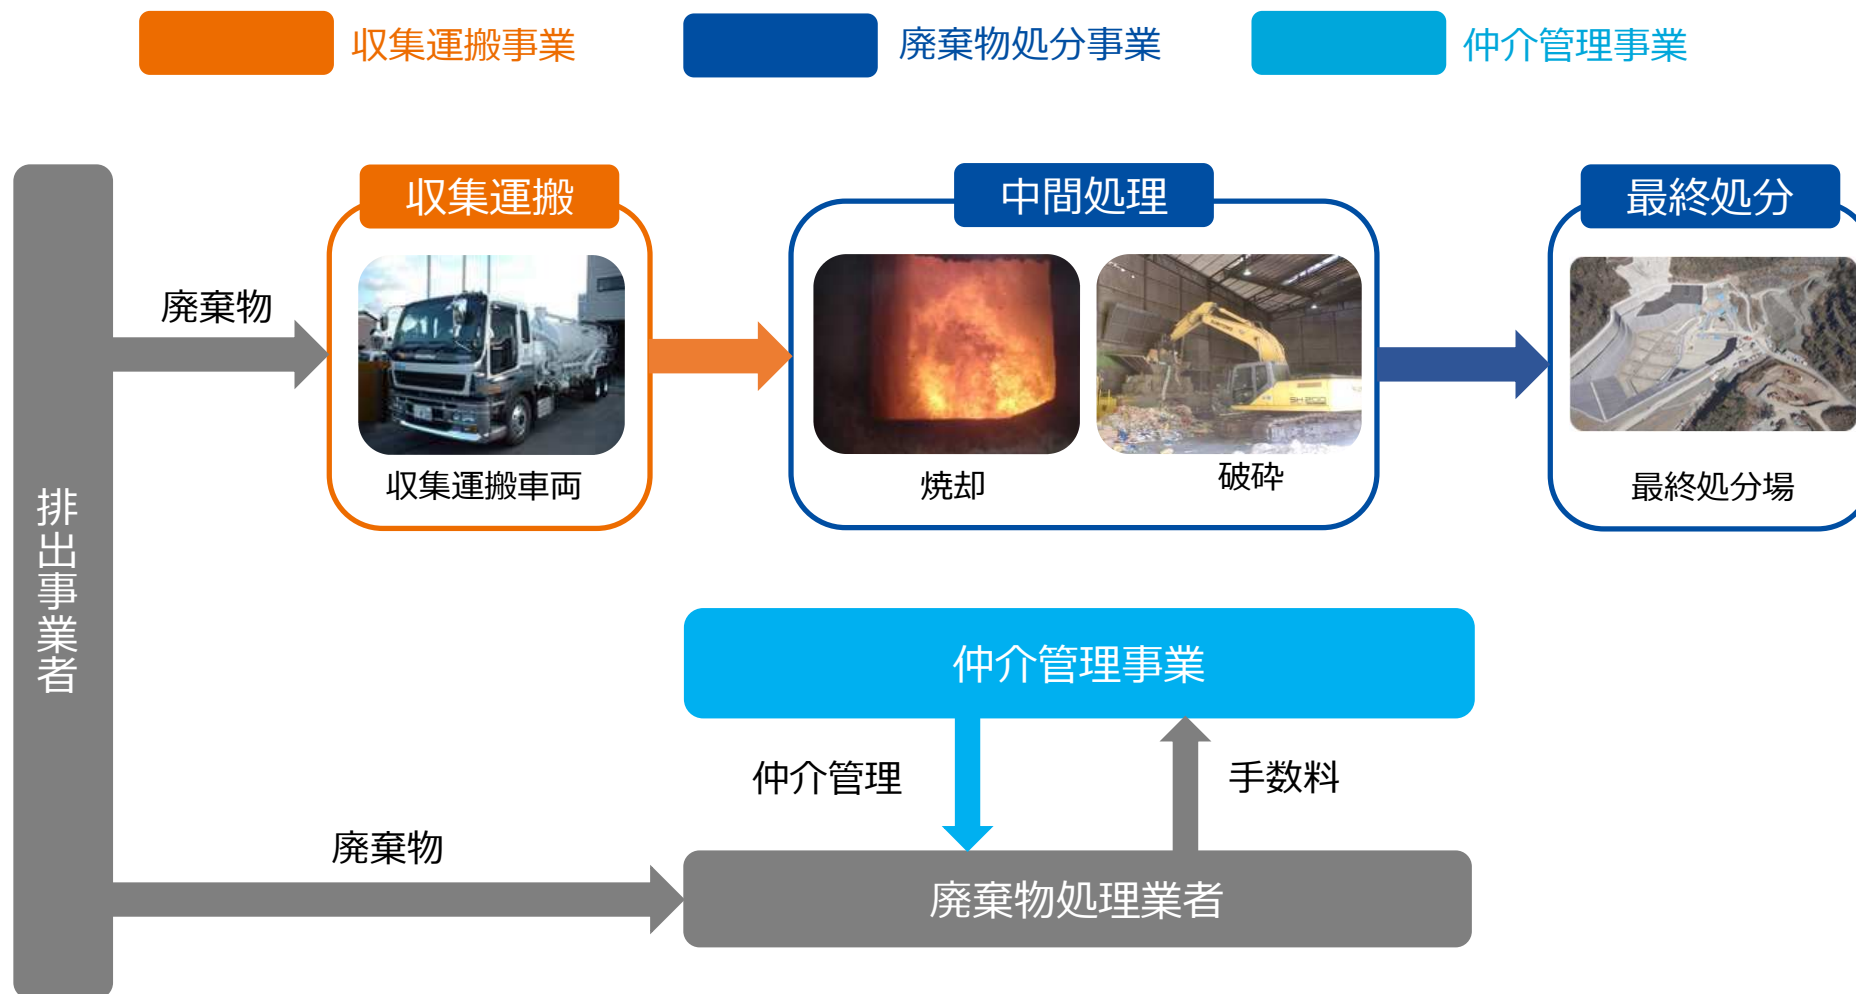 収集運搬事業
廃棄物処分事業
仲介管理事業
収集運搬
中間処理
最終処分
廃棄物
SH200
収集運搬車両
焼却
破砕
最終処分場
排出事業者
仲介管理事業
仲介管理
手数料
廃棄物
廃棄物処理業者